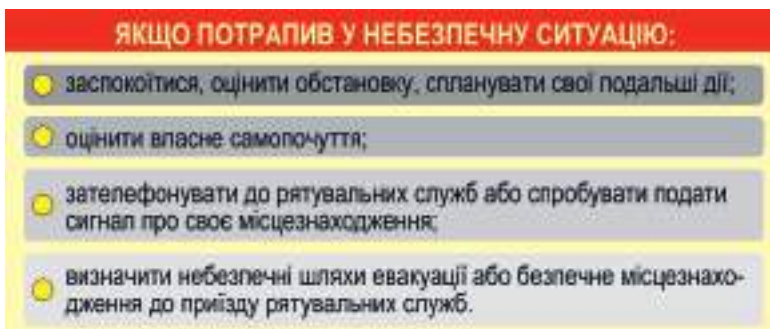 ЯКЩО ПОТРАПИВ У НЕБЕЗПЕЧНУ СИТУАЦІЮ:
заспокоїтися, оцінити обстановку, спланувати свої подальші дії;
оцінити власне самопочуття;
зателефонувати до рятувальних служб або спробувати подати
сигнал про своє місцезнаходження;
визначити небезпечні шляхи евакуації або безпечне місцезнахо-
дження до приїзду рятувальних служб.